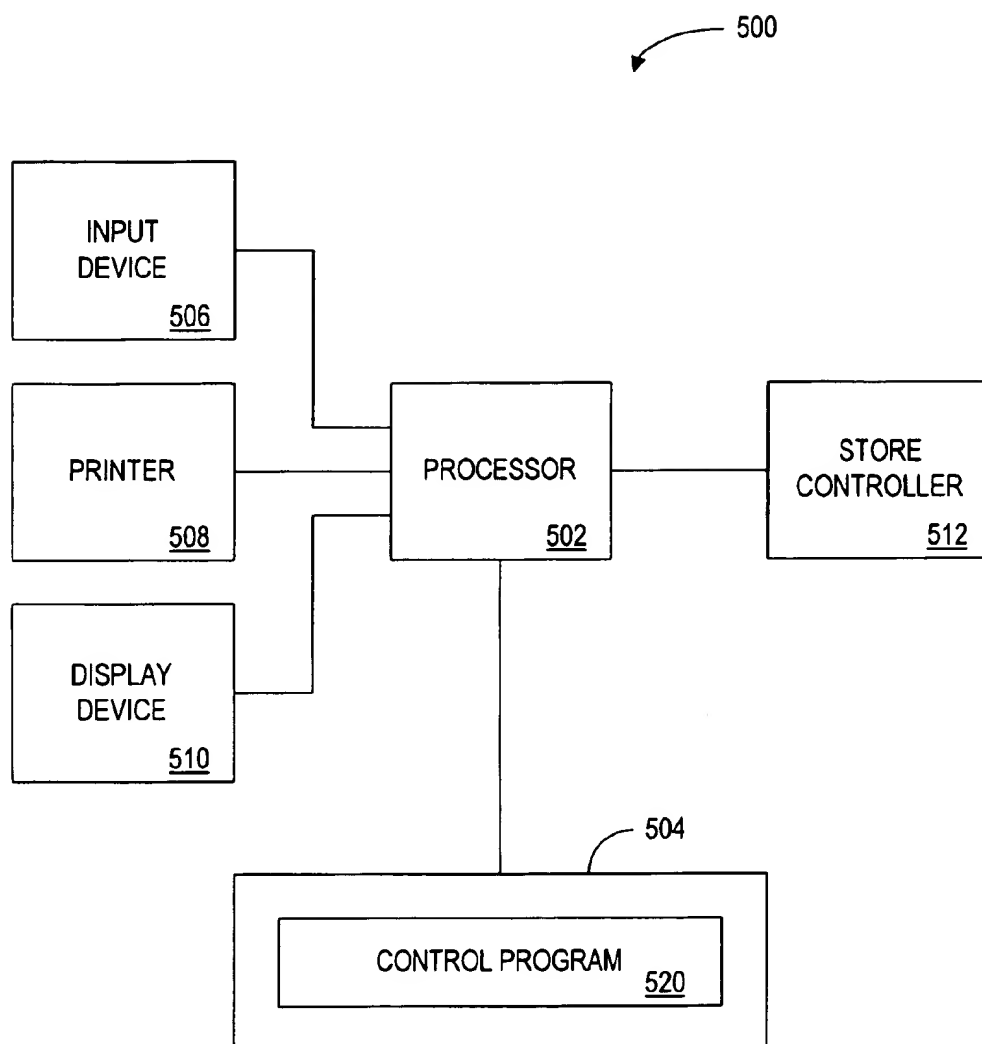 500
INPUT
DEVICE
506
PRINTER
508
PROCESSOR
502
STORE
CONTROLLER
512
DISPLAY
DEVICE
510
504
CONTROL PROGRAM
520